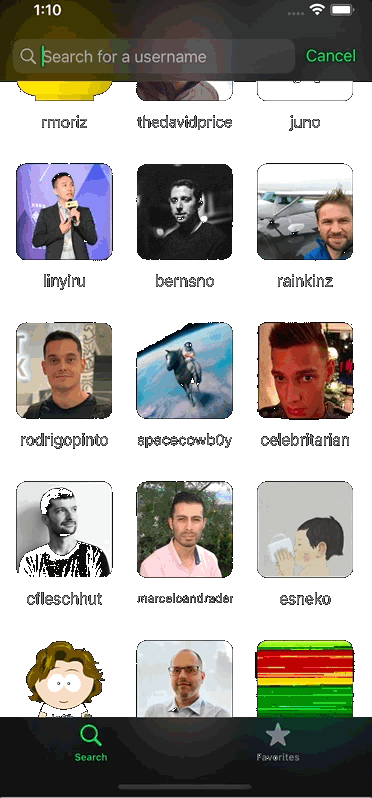 1:10
Search for a username Cancel
rmoriz thedavidprice juno
linyiru bernsno rainkinz
rodrigopinto spacecowb0y celebritarian
cfleschhut marceloandrader esneko
Search Favorites